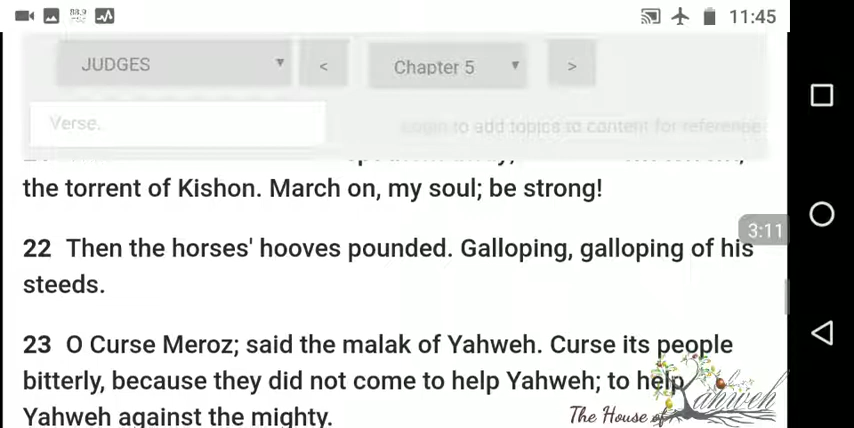 88.9
11:45
JUDGES
<
Chapter 5
>
Verse.
Login to add topics to content for reference
the torrent of Kishon. March on, my soul; be strong!
3:11
22 Then the horses' hooves pounded. Galloping, galloping of his
steeds.
23 O Curse Meroz; said the malak of Yahweh. Curse its people
bitterly, because they did not come to help Yahweh; to help
Yahweh against the mighty.
The House of Yahweh